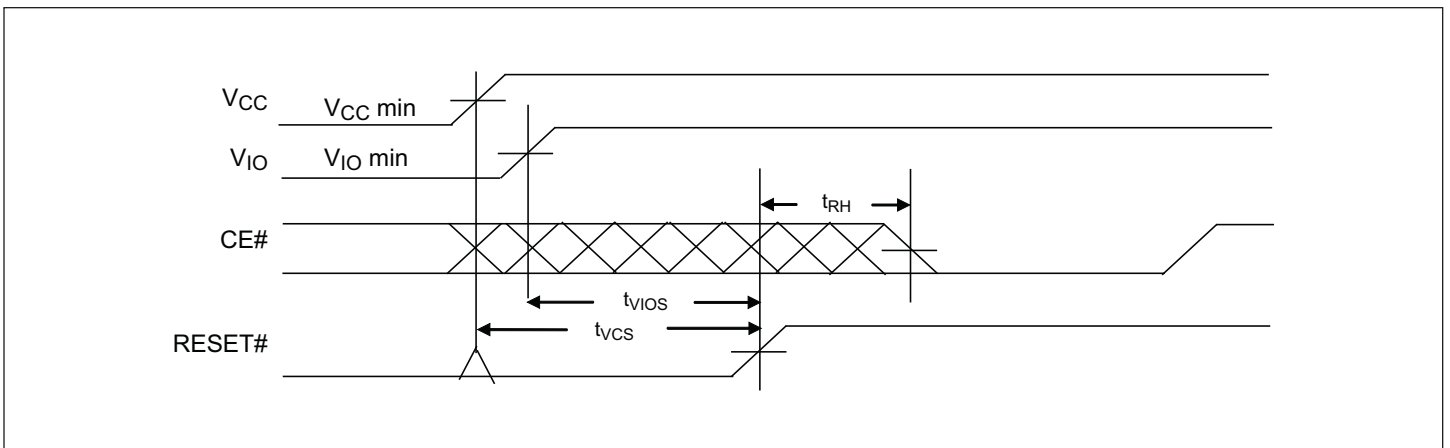 VCC VCC min
VIO VIO min
tRH
CE#
tVIOS
tVCS
RESET#